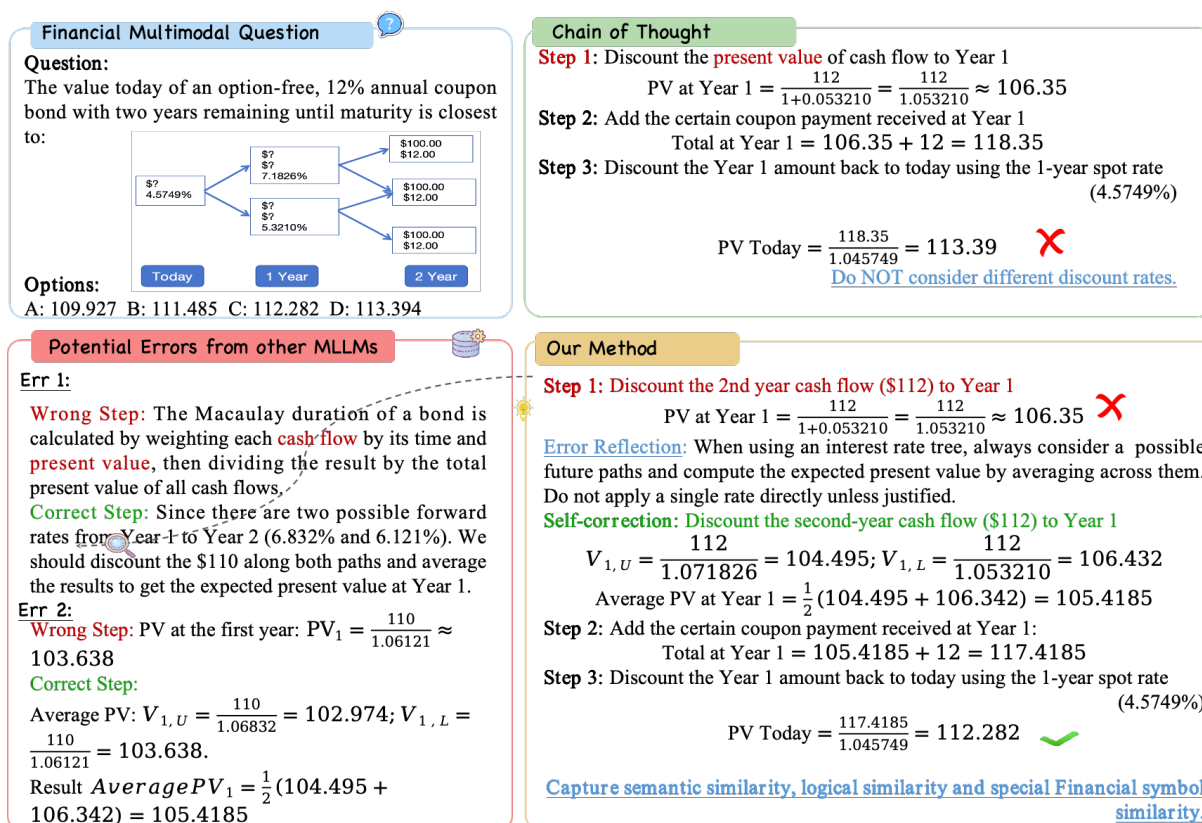 Financial Multimodal Question
?
Question:
The value today of an option-free, 12% annual coupon
bond with two years remaining until maturity is closest
to:
$?
4.5749%
$?
$?
7.1826%
$?
$?
5.3210%
$100.00
$12.00
$100.00
$12.00
$100.00
$12.00
Today
1 Year
2 Year
Options:
A: 109.927 B: 111.485 C: 112.282 D: 113.394
Chain of Thought
Step 1: Discount the present value of cash flow to Year 1
PV at Year 1 = 112/1+0.053210 = 112/1.053210 ≈ 106.35
Step 2: Add the certain coupon payment received at Year 1
Total at Year 1 = 106.35 + 12 = 118.35
Step 3: Discount the Year 1 amount back to today using the 1-year spot rate
(4.5749%)
PV Today = 118.35/1.045749 = 113.39
Do NOT consider different discount rates.
Potential Errors from other MLLMs
Err 1:
Wrong Step: The Macaulay duration of a bond is
calculated by weighting each cash flow by its time and
present value, then dividing the result by the total
present value of all cash flows,
Correct Step: Since there are two possible forward
rates from Year 1 to Year 2 (6.832% and 6.121%). We
should discount the $110 along both paths and average
the results to get the expected present value at Year 1.
Err 2:
Wrong Step: PV at the first year: PV₁ = 110/1.06121 ≈
103.638
Correct Step:
Average PV: V₁,U = 110/1.06832 = 102.974; V₁,L =
110/1.06121 = 103.638.
Result AveragePV₁ = 1/2(104.495 +
106.342) = 105.4185
Our Method
Step 1: Discount the 2nd year cash flow ($112) to Year 1
PV at Year 1 = 112/1+0.053210 = 112/1.053210 ≈ 106.35
Error Reflection: When using an interest rate tree, always consider a possible
future paths and compute the expected present value by averaging across them.
Do not apply a single rate directly unless justified.
Self-correction: Discount the second-year cash flow ($112) to Year 1
V₁,U = 112/1.071826 = 104.495; V₁,L = 112/1.053210 = 106.432
Average PV at Year 1 = 1/2(104.495 + 106.342) = 105.4185
Step 2: Add the certain coupon payment received at Year 1:
Total at Year 1 = 105.4185 + 12 = 117.4185
Step 3: Discount the Year 1 amount back to today using the 1-year spot rate
(4.5749%)
PV Today = 117.4185/1.045749 = 112.282
Capture semantic similarity, logical similarity and special Financial symbol
similarity.